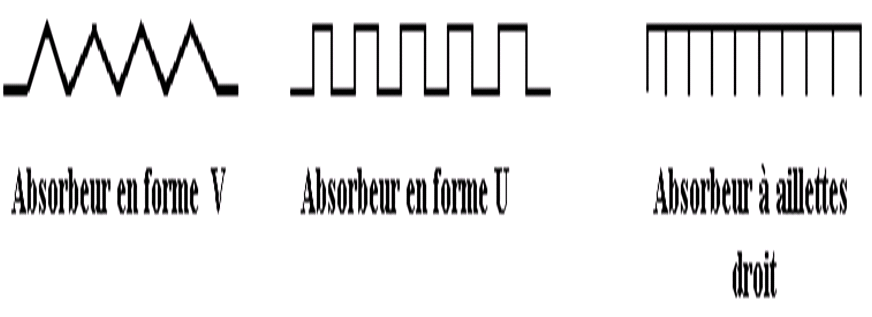 Absorbeur en forme V
Absorbeur en forme U
Absorbeur à aillettes
droit